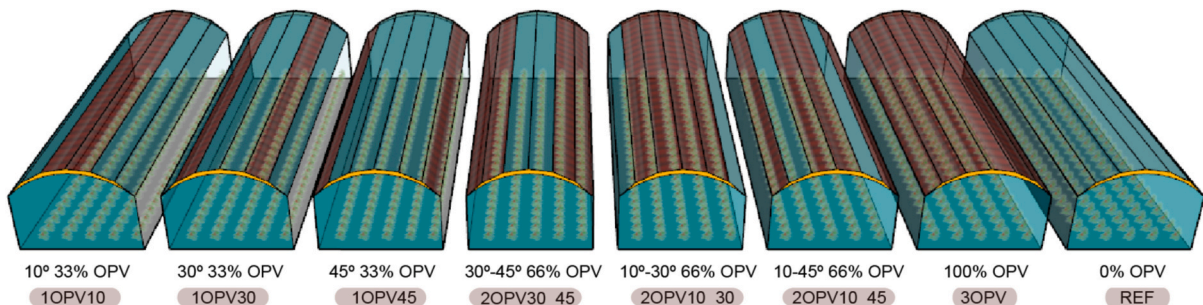 10º 33% OPV 30º 33% OPV 45º 33% OPV 30º-45º 66% OPV 10º-30º 66% OPV 10-45º 66% OPV 100% OPV 0% OPV
1OPV10 1OPV30 1OPV45 2OPV30_45 2OPV10_30 2OPV10_45 3OPV REF